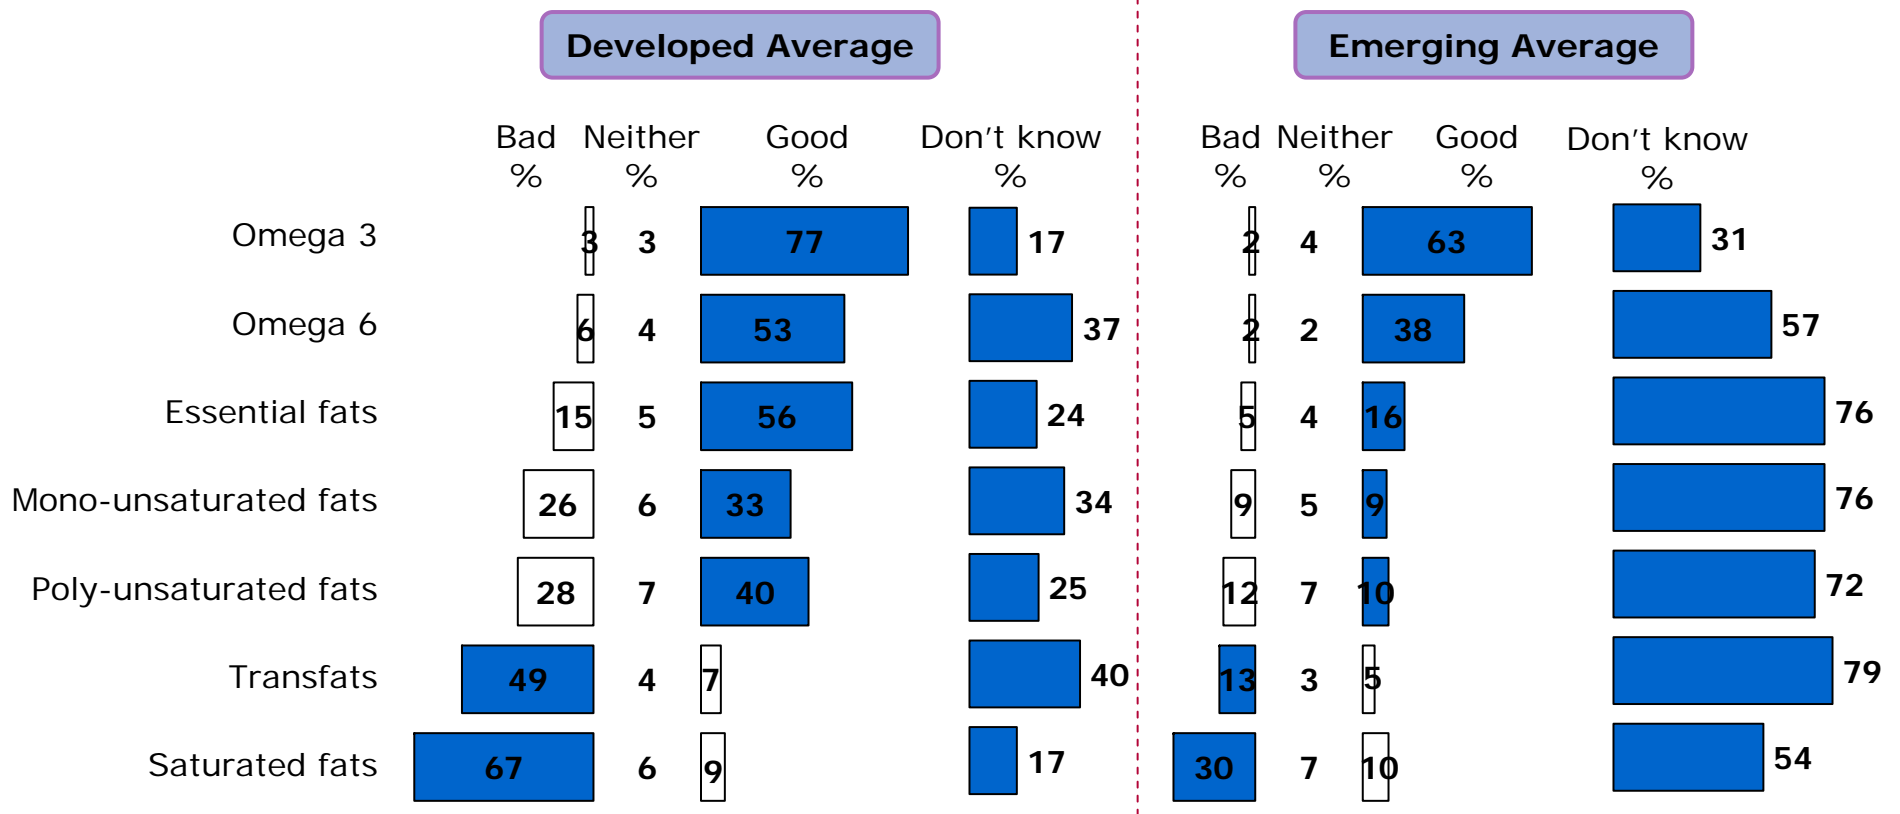 Developed Average Emerging Average
Bad Neither Good Don't know Bad Neither Good Don't know
% % % % % % % %
Omega 3 3 3 77 17 2 4 63 31
Omega 6 6 4 53 37 2 2 38 57
Essential fats 15 5 56 24 5 4 16 76
Mono-unsaturated fats 26 6 33 34 9 5 9 76
Poly-unsaturated fats 28 7 40 25 12 7 10 72
Transfats 49 4 7 40 13 3 5 79
Saturated fats 67 6 9 17 30 7 10 54